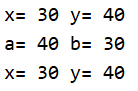 x= 30 y= 40
a= 40 b= 30
x= 30 y= 40